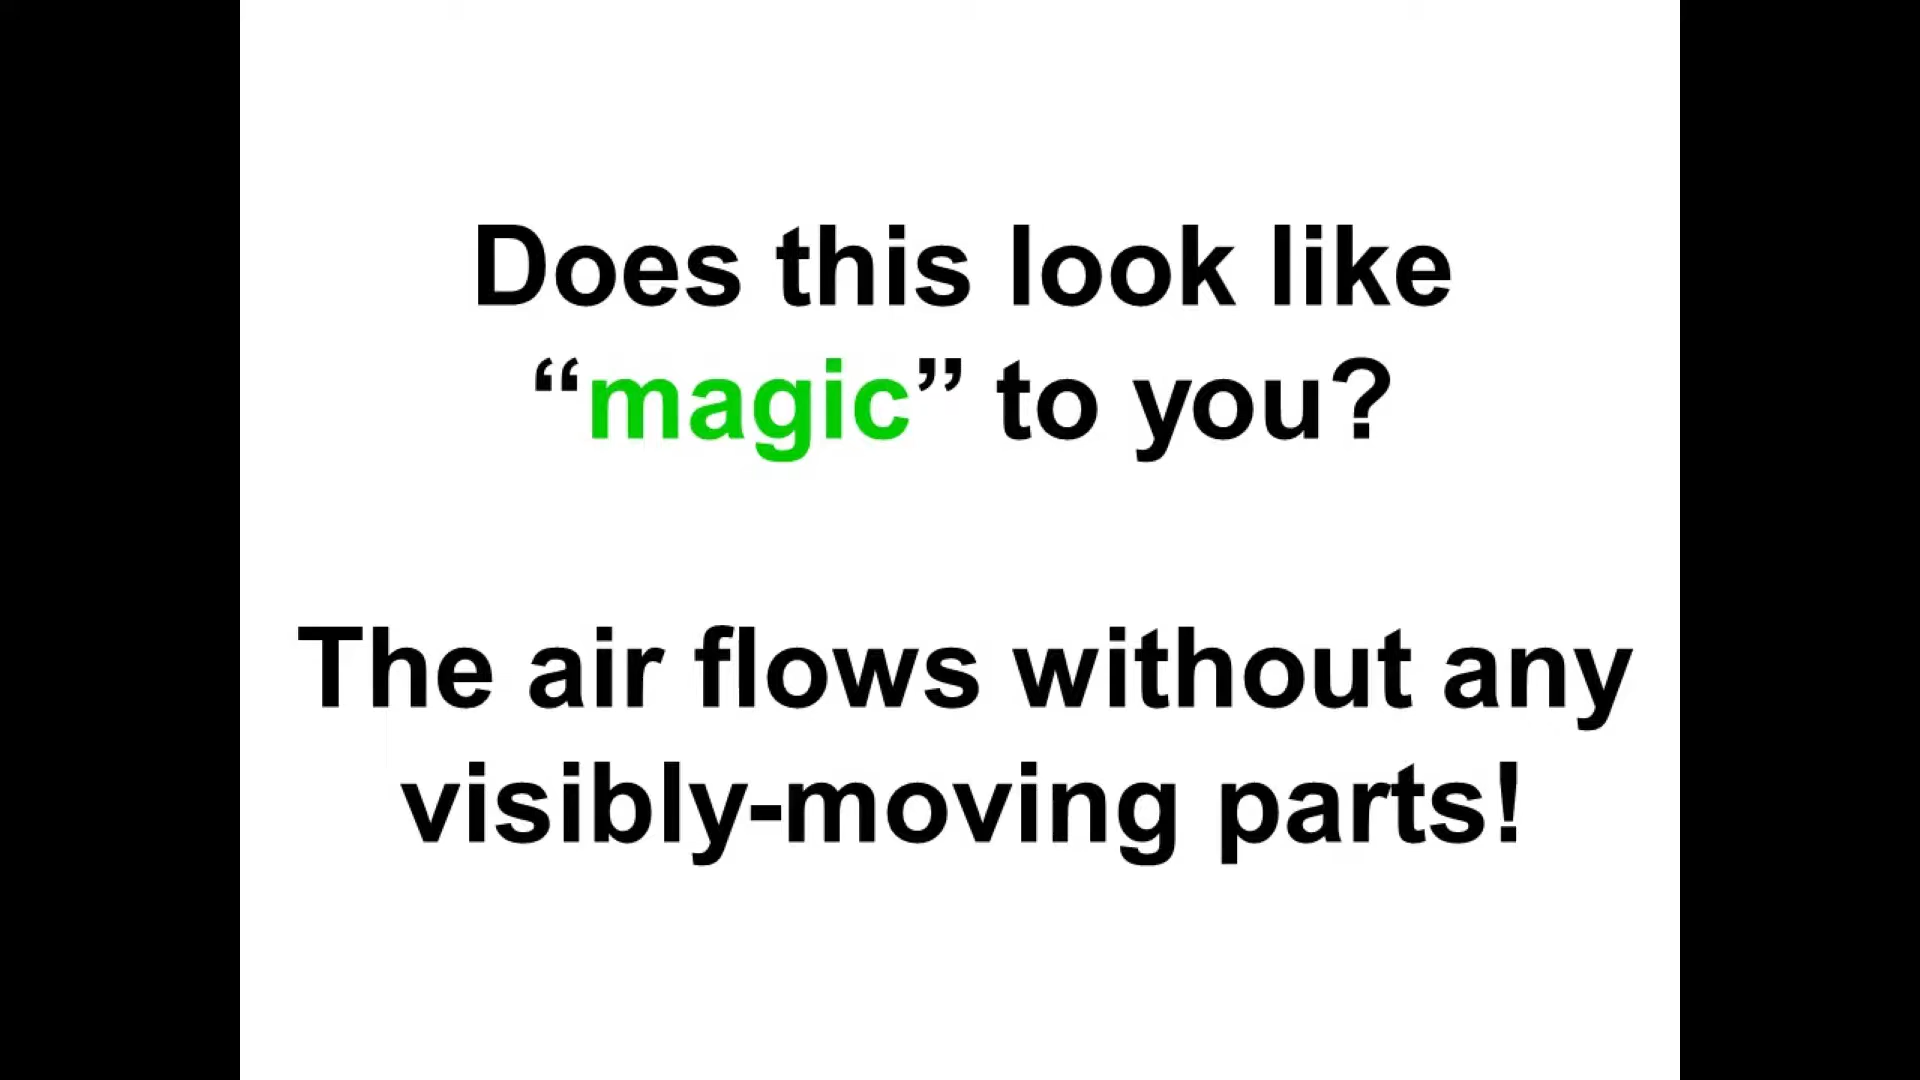 Does this look like
“magic” to you?
The air flows without any
visibly-moving parts!